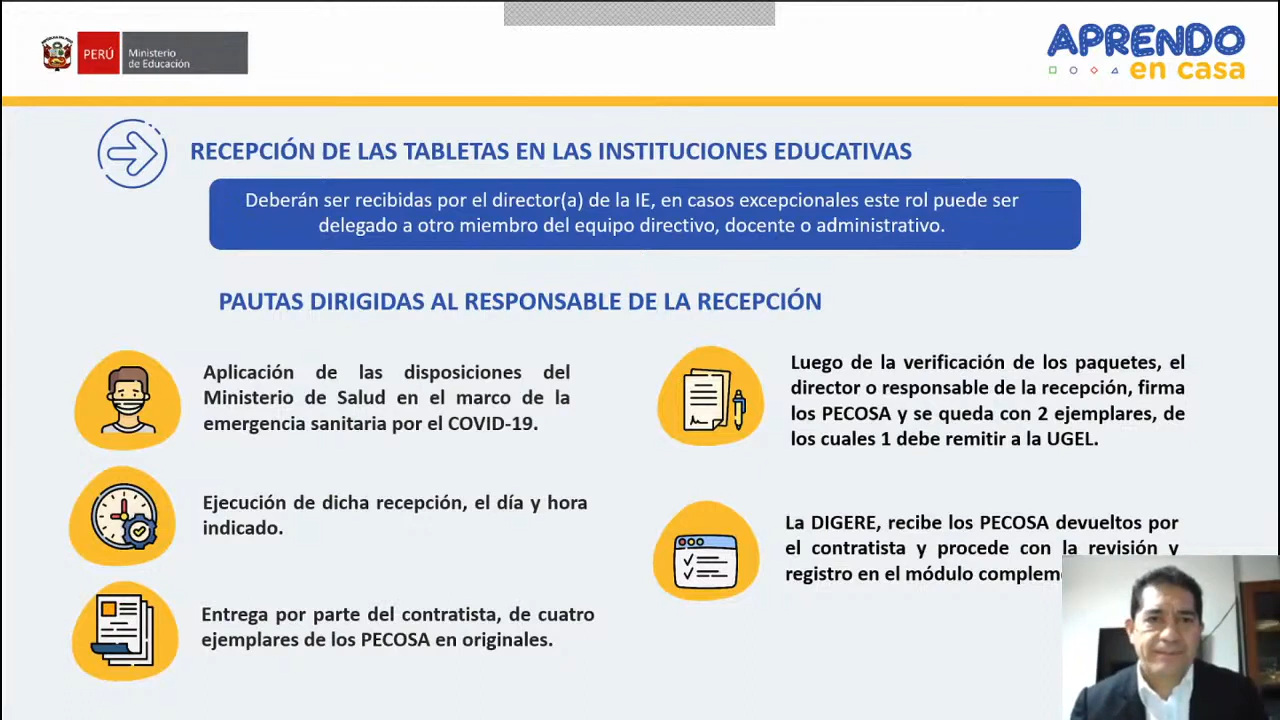 PERÚ
Ministerio
de Educación
APRENDO
en casa
RECEPCIÓN DE LAS TABLETAS EN LAS INSTITUCIONES EDUCATIVAS
Deberán ser recibidas por el director(a) de la IE, en casos excepcionales este rol puede ser
delegado a otro miembro del equipo directivo, docente o administrativo.
PAUTAS DIRIGIDAS AL RESPONSABLE DE LA RECEPCIÓN
Aplicación de las disposiciones del
Ministerio de Salud en el marco de la
emergencia sanitaria por el COVID-19.
Ejecución de dicha recepción, el día y hora
indicado.
Entrega por parte del contratista, de cuatro
ejemplares de los PECOSA en originales.
Luego de la verificación de los paquetes, el
director o responsable de la recepción, firma
los PECOSA y se queda con 2 ejemplares, de
los cuales 1 debe remitir a la UGEL.
La DIGERE, recibe los PECOSA devueltos por
el contratista y procede con la revisión y
registro en el módulo